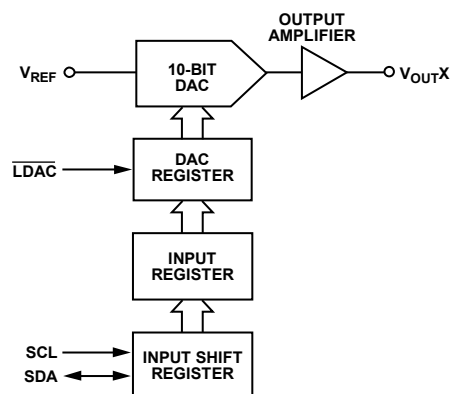 OUTPUT
AMPLIFIER
VREF
10-BIT
DAC
VOUTX
LDAC
DAC
REGISTER
INPUT
REGISTER
SCL
SDA
INPUT SHIFT
REGISTER